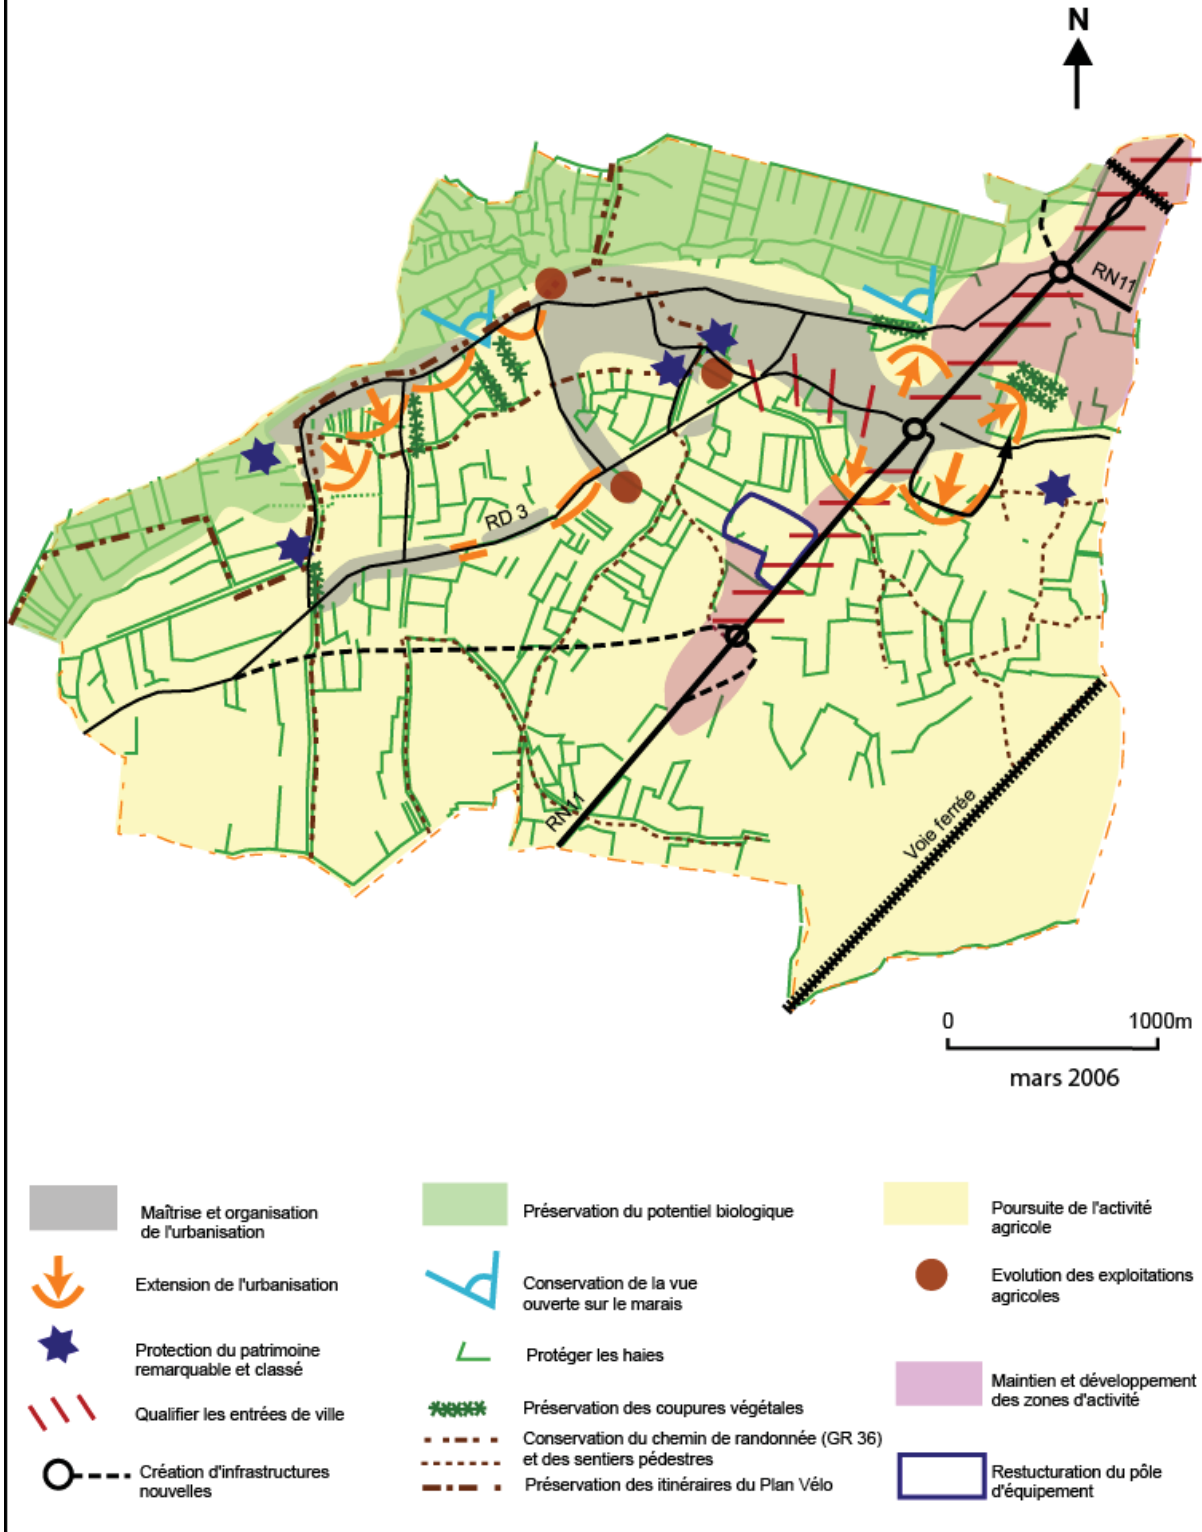 N
RN11
RD 3
RN11
Voie ferrée
0 1000m
mars 2006
Maîtrise et organisation
de l'urbanisation
Extension de l'urbanisation
Protection du patrimoine
remarquable et classé
Qualifier les entrées de ville
Création d'infrastructures
nouvelles
Préservation du potentiel biologique
Conservation de la vue
ouverte sur le marais
Protéger les haies
Préservation des coupures végétales
Conservation du chemin de randonnée (GR 36)
et des sentiers pédestres
Préservation des itinéraires du Plan Vélo
Poursuite de l'activité
agricole
Evolution des exploitations
agricoles
Maintien et développement
des zones d'activité
Restucturation du pôle
d'équipement